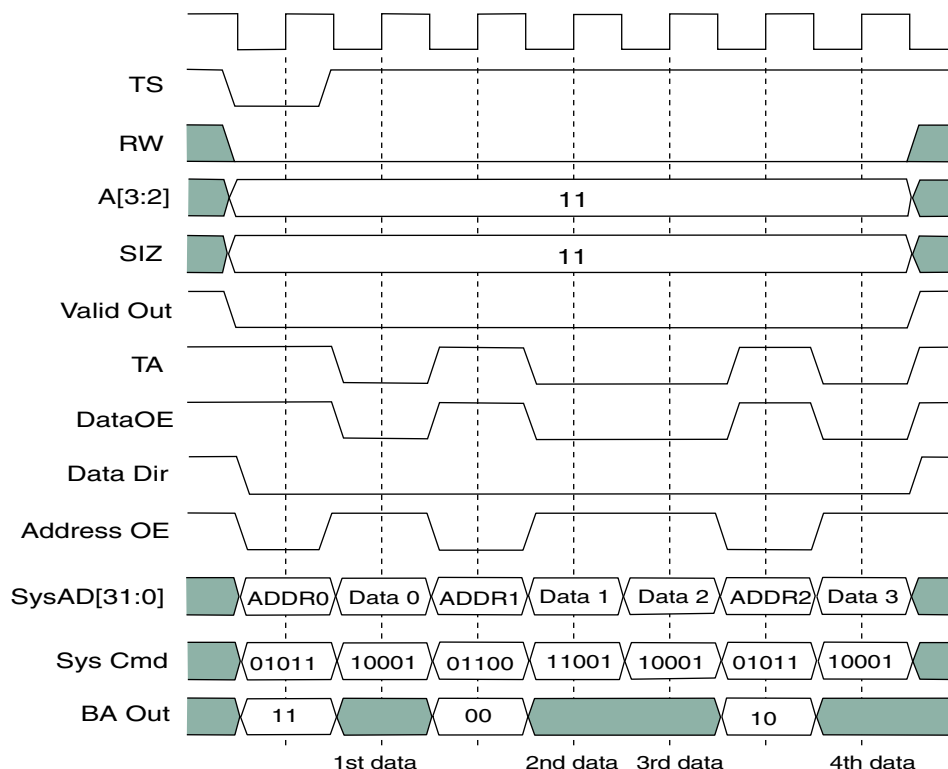 TS
RW
A[3:2] 11
SIZ 11
Valid Out
TA
DataOE
Data Dir
Address OE
SysAD[31:0] ADDR0 Data 0 ADDR1 Data 1 Data 2 ADDR2 Data 3
Sys Cmd 01011 10001 01100 11001 10001 01011 10001
BA Out 11 00 10
1st data 2nd data 3rd data 4th data